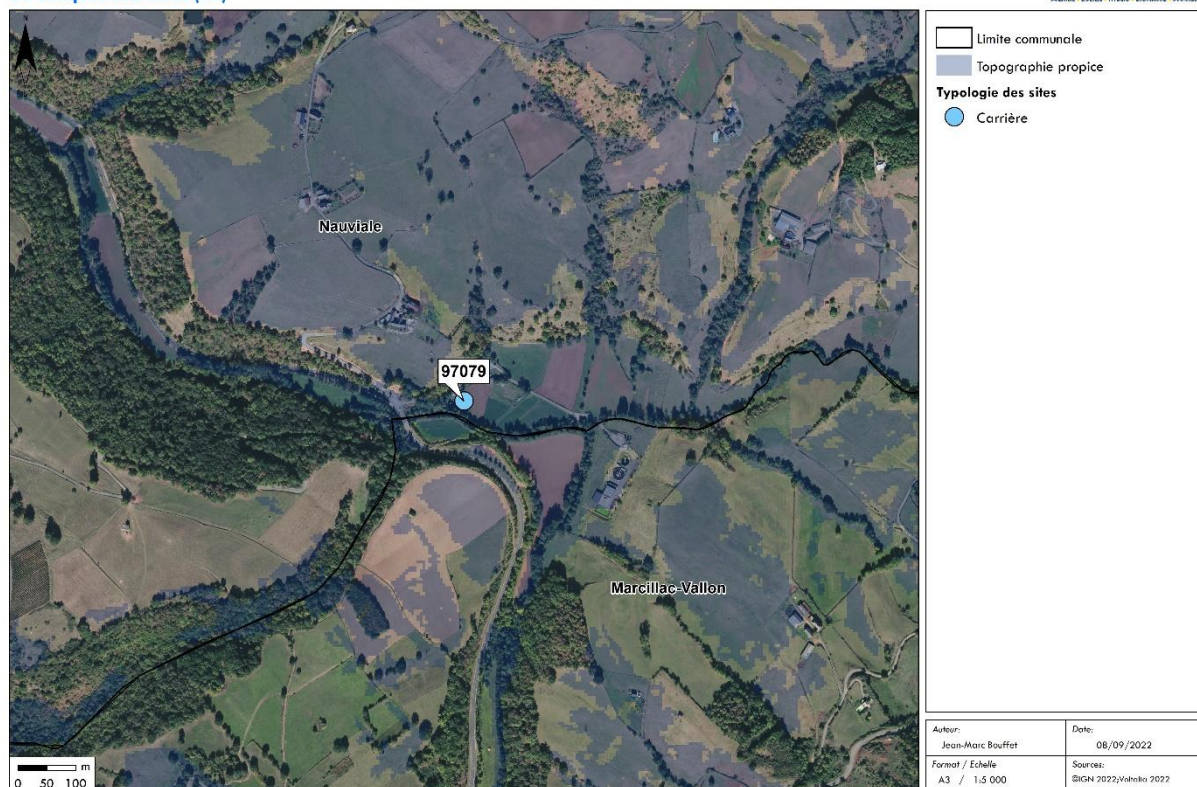 N
Limite communale
Topographie propice
Typologie des sites
Carrière
Nauviale
97079
Marcillac-Vallon
m
0 50 100
Auteur:
Jean-Marc Bouffet
Date:
08/09/2022
Format / Echelle
A3 / 1:5 000
Sources:
©IGN 2022;Voltalia 2022